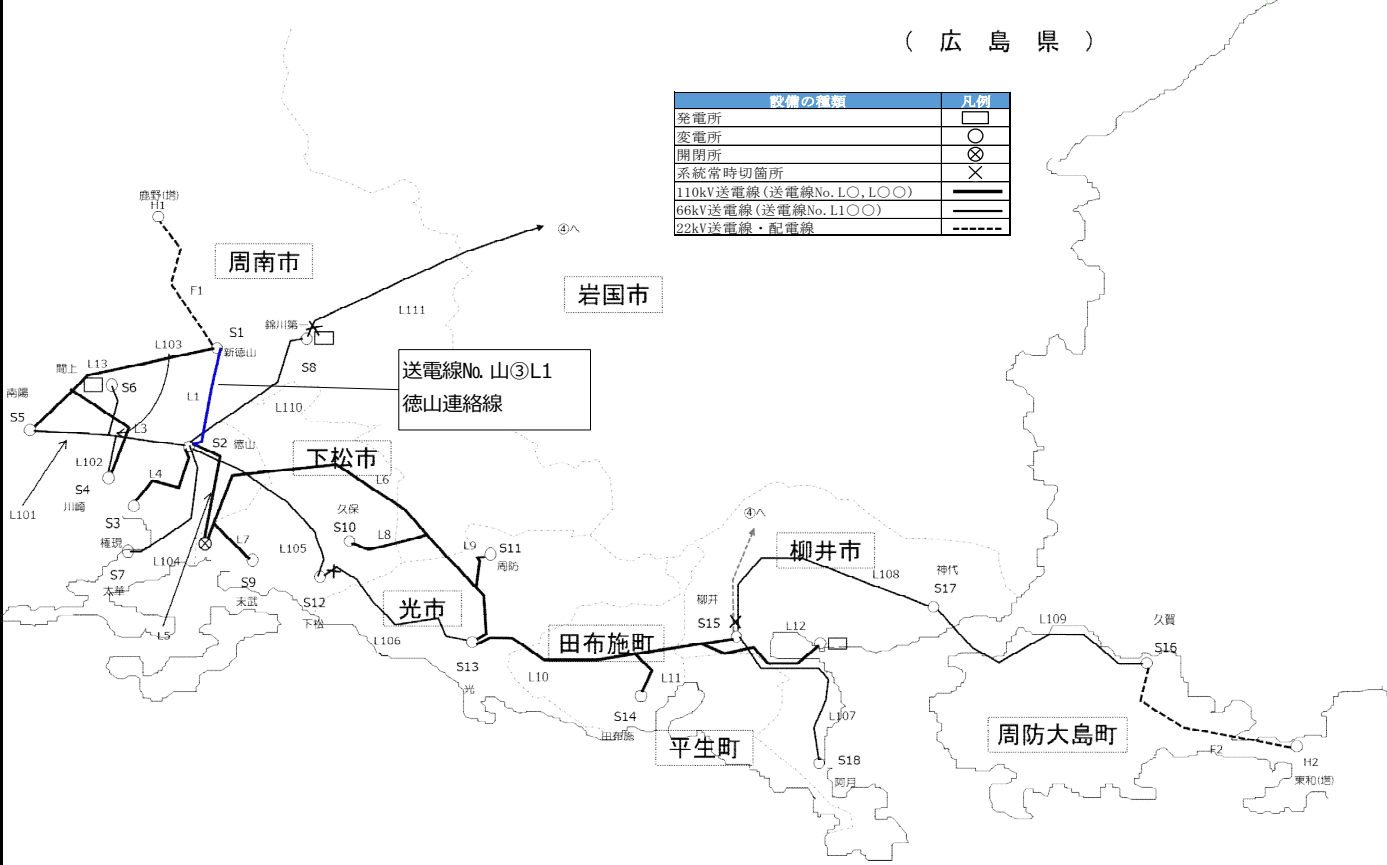 ( 広 島 県 )
設備の種類 凡例
発電所
変電所
開閉所
系統常時切箇所
110kV送電線(送電線No.L○,L○○)
66kV送電線(送電線No.L1○○)
22kV送電線・配電線
鹿野(塔)
H1
④へ
周南市
岩国市
F1
L111
錦川第一
S1
新徳山
L103
S8
間上
L13
S6
送電線No.山③L1
徳山連絡線
南陽
S5
L1
L110
L3
S2 徳山
下松市
L102
L4
L6
S4
川崎
L101
久保
S10
④へ
S3
権現
L8
L9
S11
周防
柳井市
L7
L105
L104
S7
太華
S9
末武
L108
神代
S17
S12
下松
光市
柳井
S15
L12
L109
久賀
S16
L5
L106
田布施町
S13
光
L10
L11
S14
田布施
L107
平生町
周防大島町
F2
S18
阿月
H2
東和(塔)